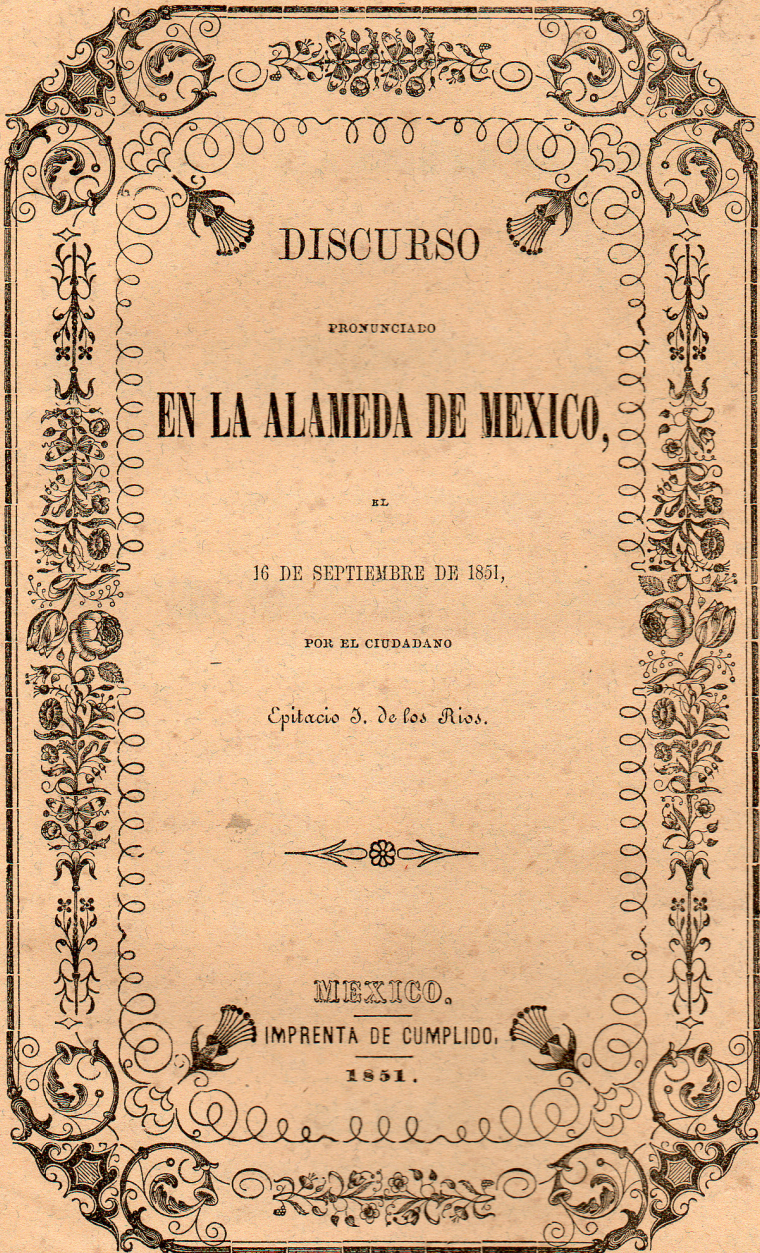 DISCURSO
PRONUNCIADO
EN LA ALAMEDA DE MEXICO,
EL
16 DE SEPTIEMBRE DE 1851,
POR EL CIUDADANO
Epitacio J. de los Rios.
MEXICO.
IMPRENTA DE CUMPLIDO.
1851.